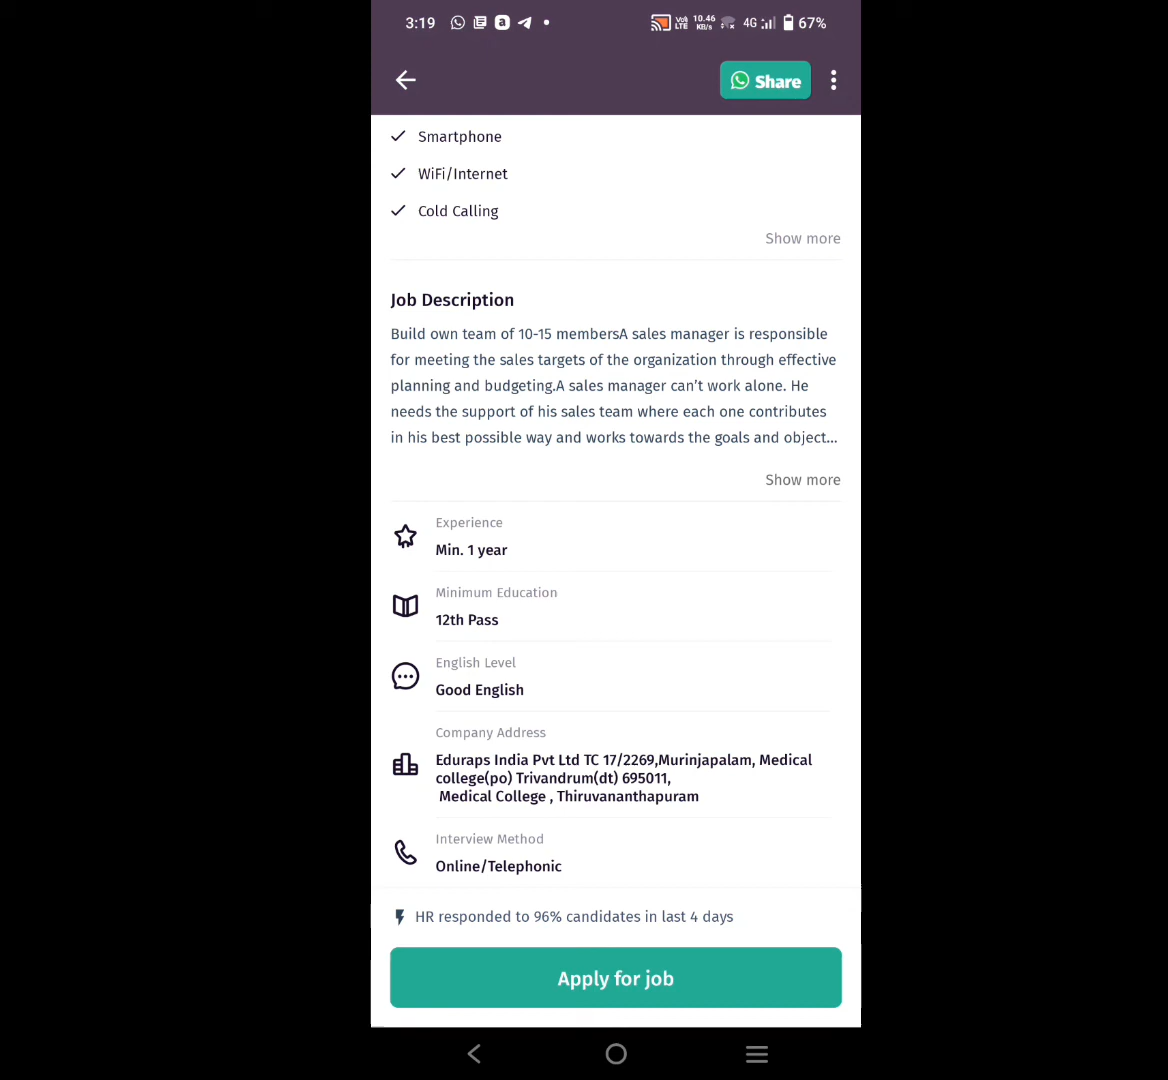 3:19
10.46
KB/s
4G
67%
Share
Smartphone
WiFi/Internet
Cold Calling
Show more
Job Description
Build own team of 10-15 membersA sales manager is responsible
for meeting the sales targets of the organization through effective
planning and budgeting.A sales manager can't work alone. He
needs the support of his sales team where each one contributes
in his best possible way and works towards the goals and object...
Show more
Experience
Min. 1 year
Minimum Education
12th Pass
English Level
Good English
Company Address
Eduraps India Pvt Ltd TC 17/2269,Murinjapalam, Medical
college(po) Trivandrum(dt) 695011,
Medical College , Thiruvananthapuram
Interview Method
Online/Telephonic
HR responded to 96% candidates in last 4 days
Apply for job